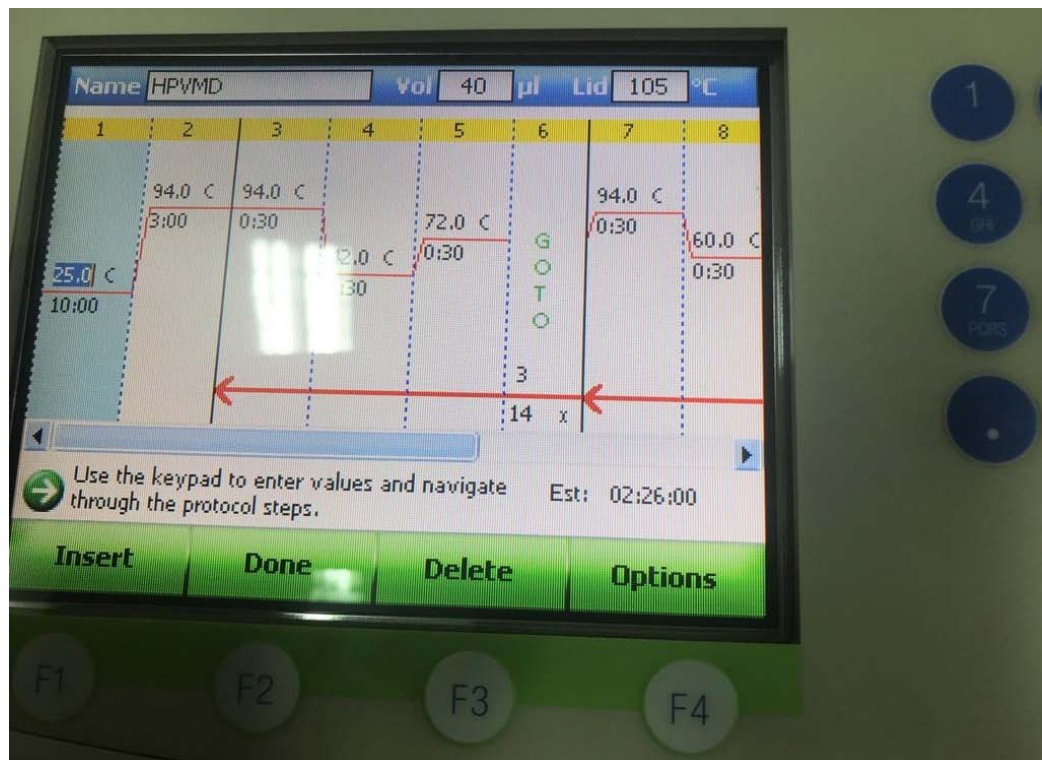 Name HPVMD Vol 40 µl Lid 105 °C
1 2 3 4 5 6 7 8
94.0 C 94.0 C 94.0 C
3:00 0:30 72.0 C 0:30
0:30 60.0 C
25.0 C 0:30
10:00
GOTO
3
14 x
Use the keypad to enter values and navigate
through the protocol steps.
Est: 02:26:00
Insert Done Delete Options
F1 F2 F3 F4
1
4
GHI
7
PQRS
.